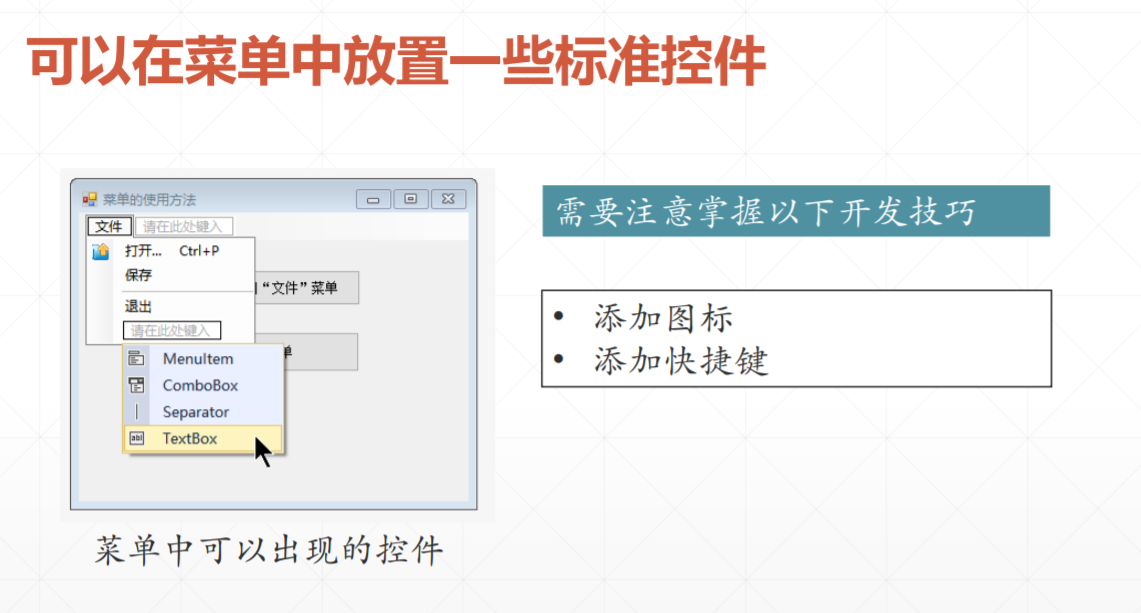 可以在菜单中放置一些标准控件
菜单的使用方法
文件 请在此处键入
打开... Ctrl+P
保存
“文件”菜单
退出
请在此处键入
单
MenuItem
ComboBox
Separator
abl TextBox
菜单中可以出现的控件
需要注意掌握以下开发技巧
• 添加图标
• 添加快捷键